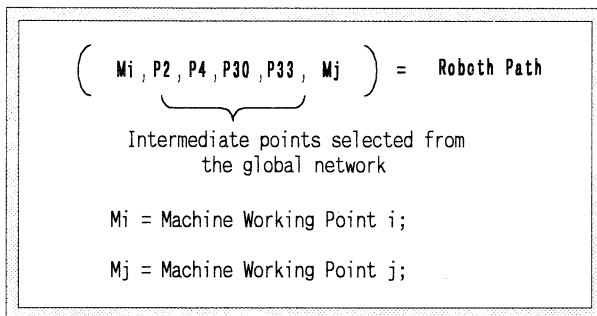 ( Mi , P2 , P4 , P30 , P33 , Mj ) = Roboth Path
Intermediate points selected from
the global network
Mi = Machine Working Point i;
Mj = Machine Working Point j;